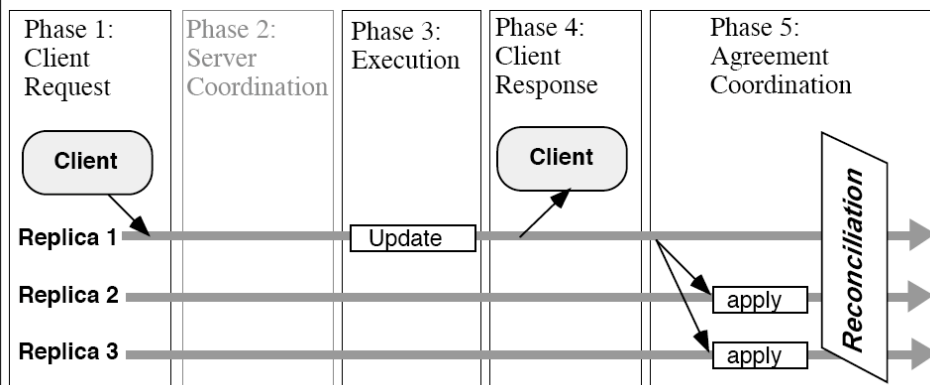 Phase 1:
Client
Request
Phase 2:
Server
Coordination
Phase 3:
Execution
Phase 4:
Client
Response
Phase 5:
Agreement
Coordination
Client
Client
Replica 1
Update
Replica 2
apply
Replica 3
apply
Reconciliation